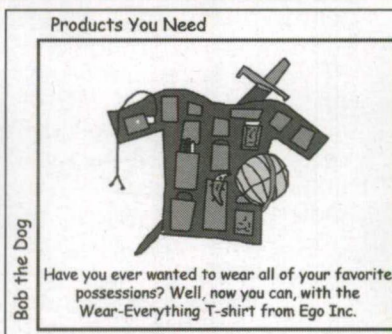 Products You Need
Bob the Dog
Have you ever wanted to wear all of your favorite
possessions? Well, now you can, with the
Wear-Everything T-shirt from Ego Inc.